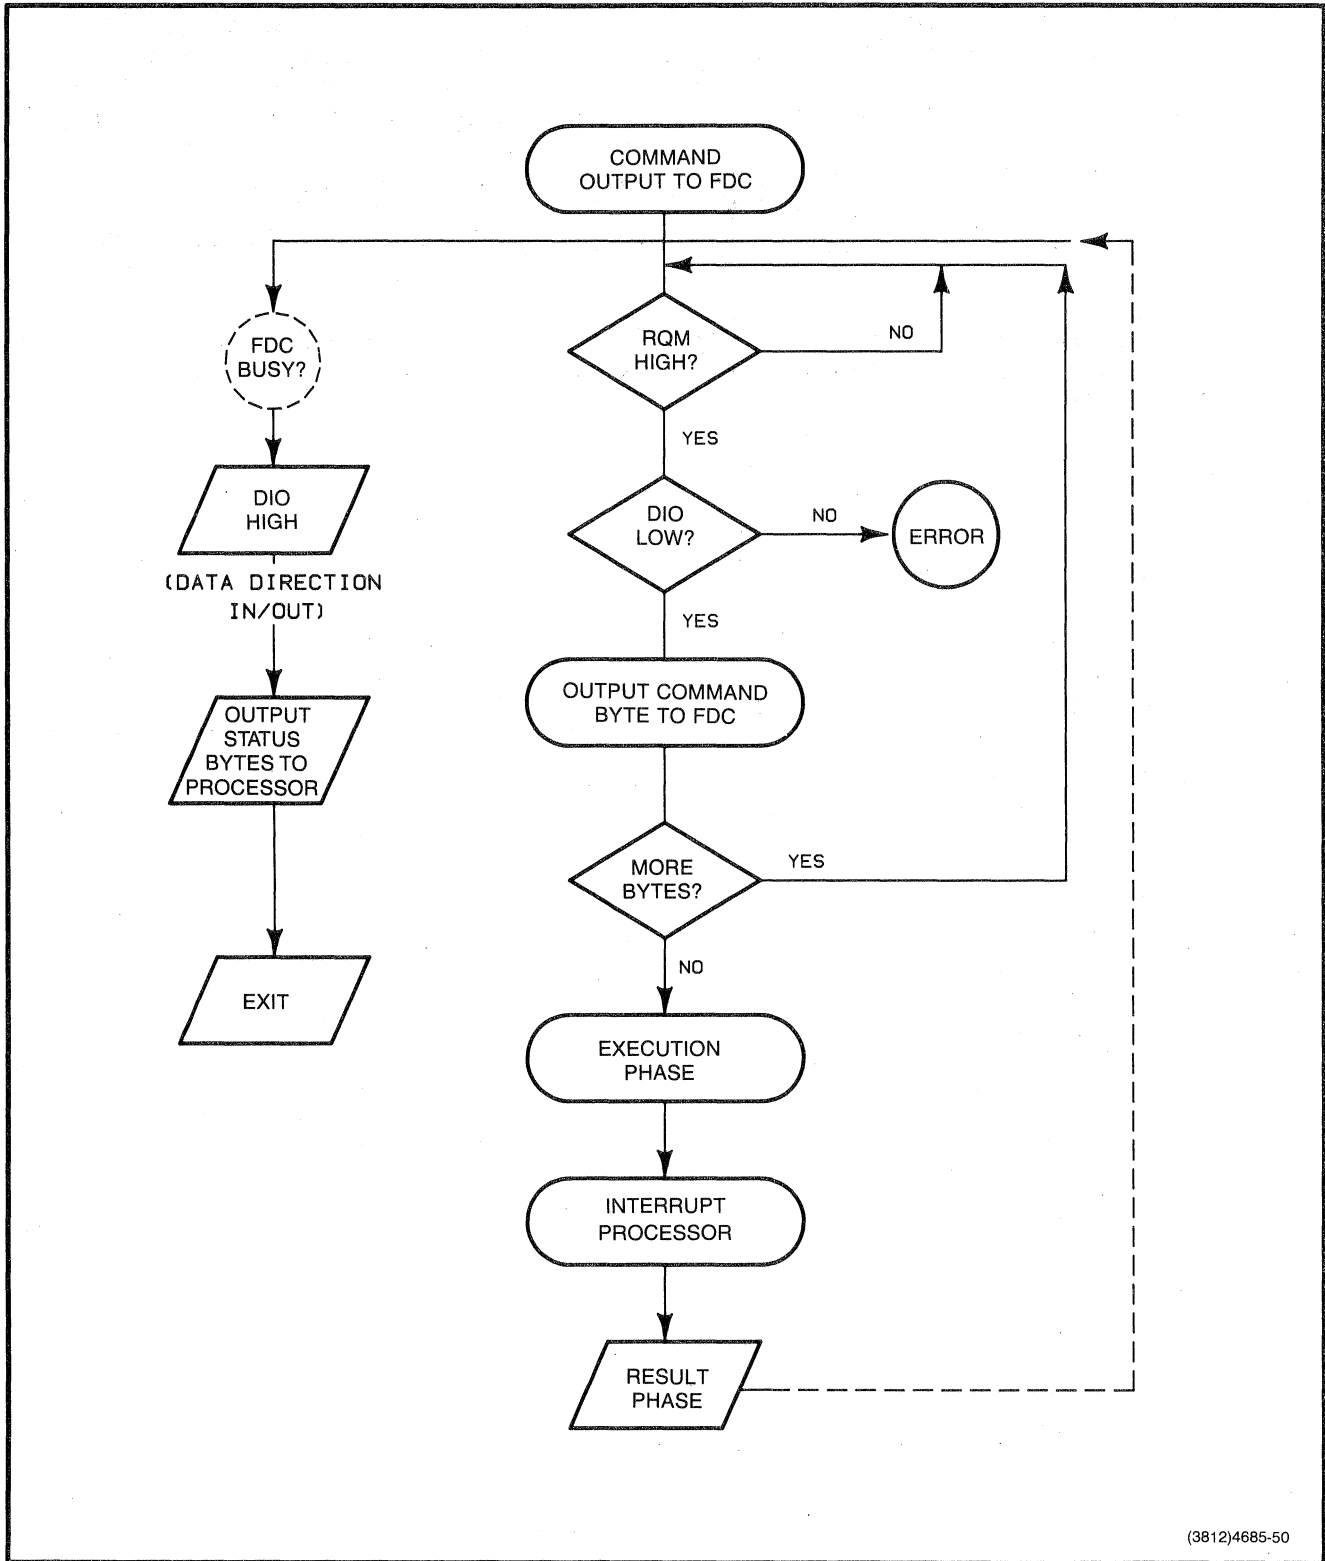 COMMAND
OUTPUT TO FDC
FDC
BUSY?
RQM
HIGH?
NO
YES
DIO
HIGH
(DATA DIRECTION
IN/OUT)
DIO
LOW?
NO
ERROR
YES
OUTPUT
STATUS
BYTES TO
PROCESSOR
OUTPUT COMMAND
BYTE TO FDC
MORE
BYTES?
YES
NO
EXIT
EXECUTION
PHASE
INTERRUPT
PROCESSOR
RESULT
PHASE
(3812)4685-50